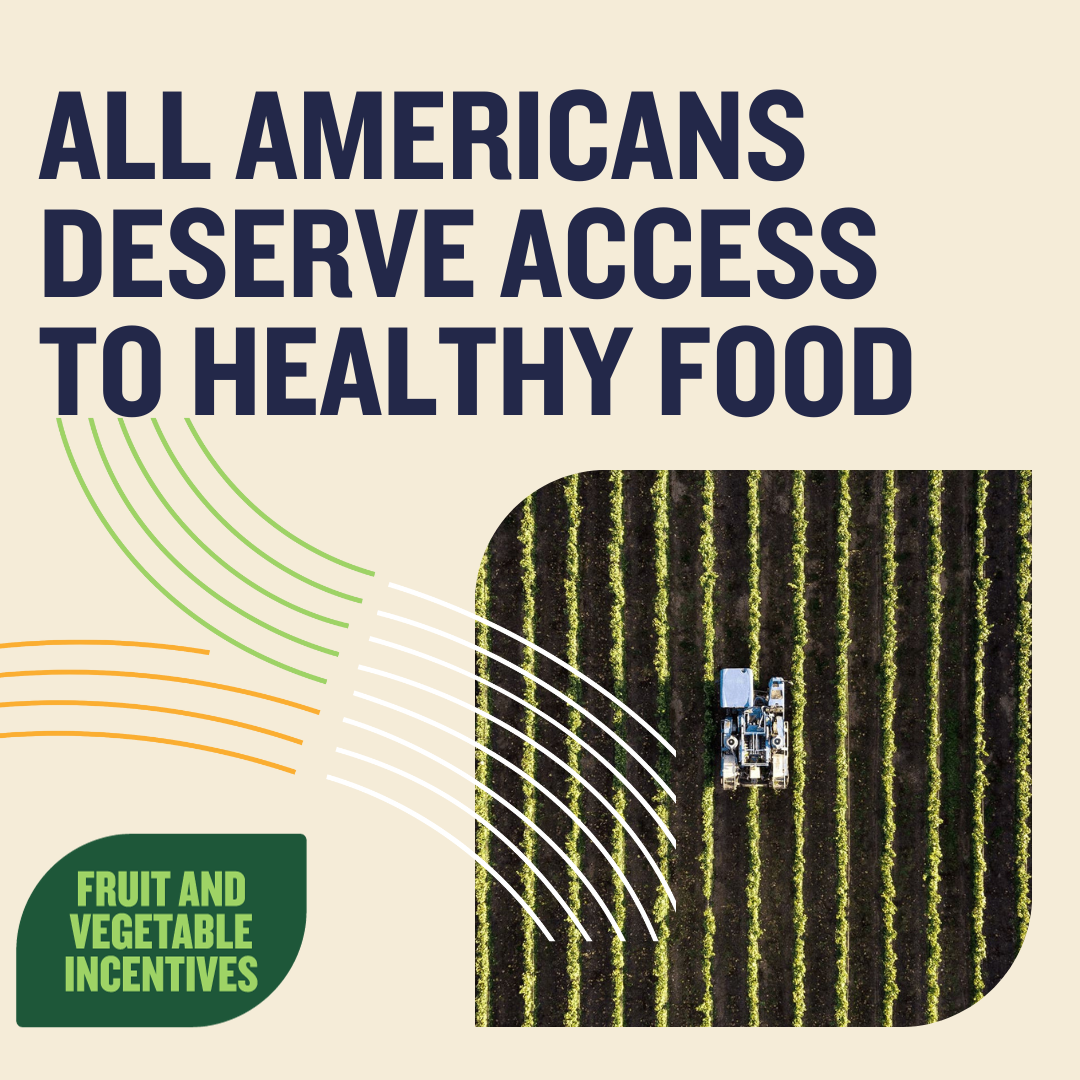 ALL AMERICANS
DESERVE ACCESS
TO HEALTHY FOOD
FRUIT AND
VEGETABLE
INCENTIVES